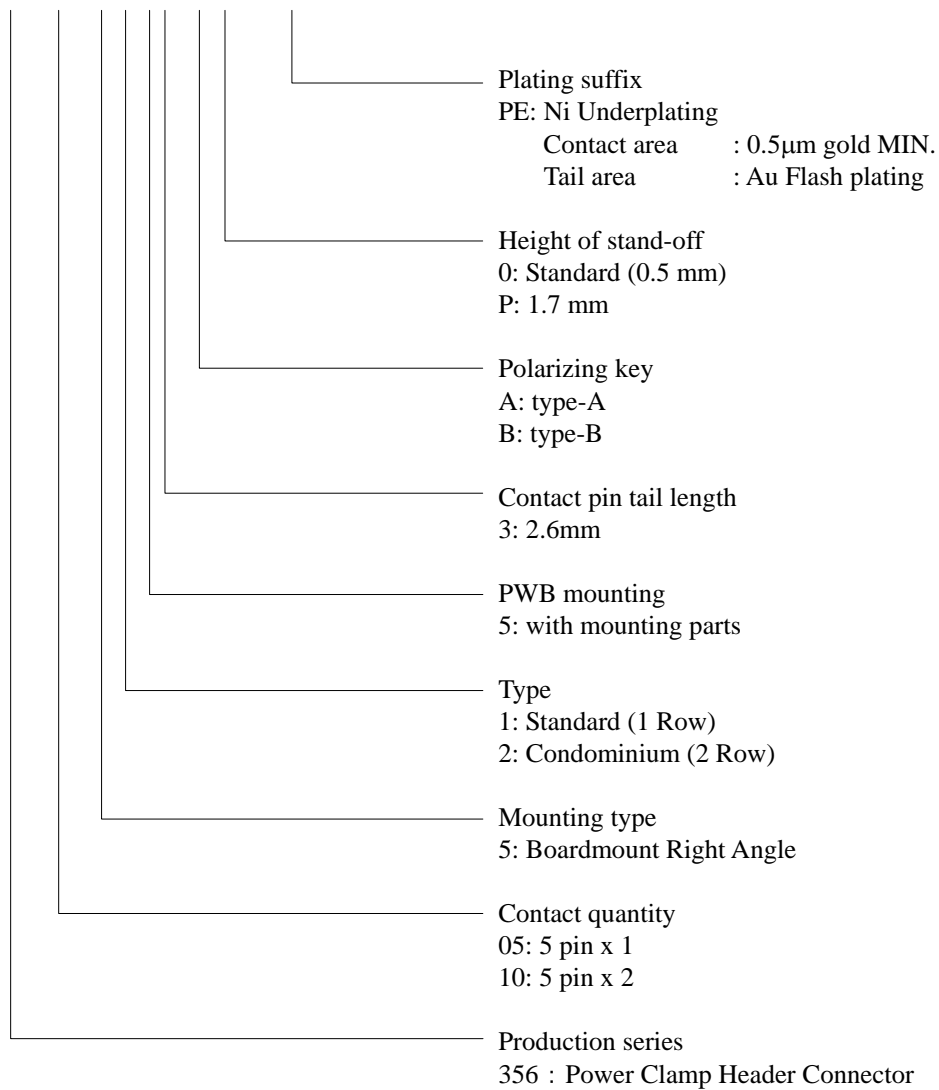 Plating suffix
PE: Ni Underplating
Contact area : 0.5μm gold MIN.
Tail area : Au Flash plating
Height of stand-off
0: Standard (0.5 mm)
P: 1.7 mm
Polarizing key
A: type-A
B: type-B
Contact pin tail length
3: 2.6mm
PWB mounting
5: with mounting parts
Type
1: Standard (1 Row)
2: Condominium (2 Row)
Mounting type
5: Boardmount Right Angle
Contact quantity
05: 5 pin x 1
10: 5 pin x 2
Production series
356 : Power Clamp Header Connector